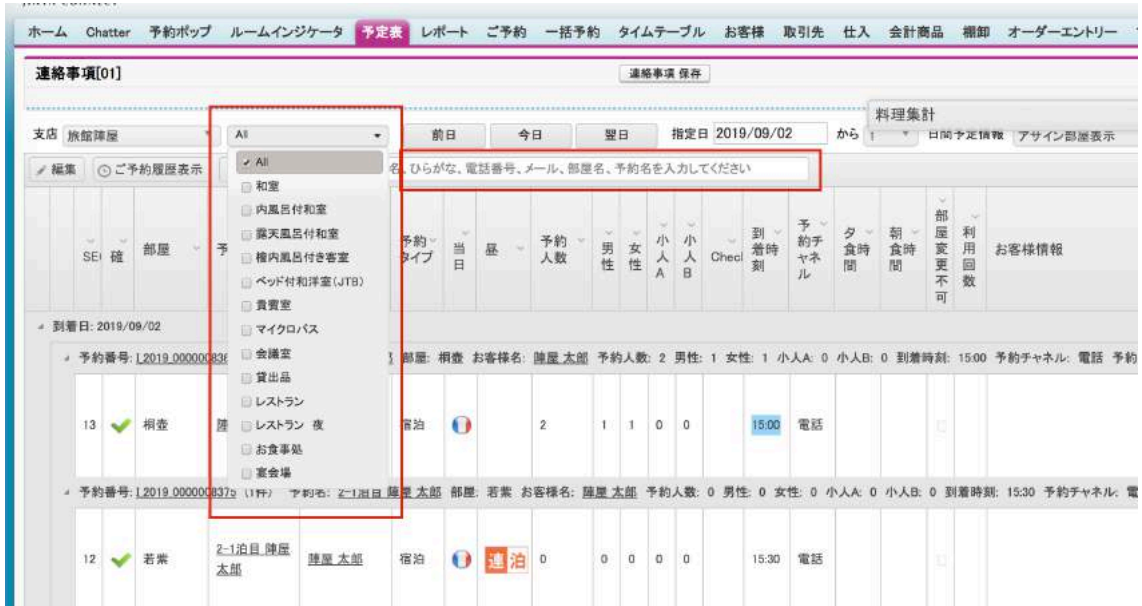 ホーム Chatter 予約ポップ ルームインジケータ 予定表 レポート ご予約 一括予約 タイムテーブル お客様 取引先 仕入 会計商品 棚卸 オーダーエントリー
連絡事項[01] 連絡事項 保存
料理集計
支店 旅館陣屋 All 前日 今日 翌日 指定日 2019/09/02 から 1 日間 予定情報 アサイン部屋表示
編集 ご予約履歴表示 名、ひらがな、電話番号、メール、部屋名、予約名を入力してください
All
和室
内風呂付和室
露天風呂付和室
檜内風呂付き客室
ベッド付和洋室(JTB)
貴賓室
マイクロバス
会議室
貸出品
レストラン
レストラン 夜
お食事処
宴会場
SEI 確 部屋 予 予約タイプ 当日 昼 予約人数 男性 女性 小人A 小人B Checl 到着時刻 予約チャネル 夕食時間 朝食時間 部屋変更不可 利用回数 お客様情報
到着日: 2019/09/02
予約番号: I_2019_0000000836 部屋: 桐壺 お客様名: 陣屋 太郎 予約人数: 2 男性: 1 女性: 1 小人A: 0 小人B: 0 到着時刻: 15:00 予約チャネル: 電話 予約
13 桐壺 陣 宿泊 2 1 1 0 0 15:00 電話
予約番号: I_2019_0000008375 (1件) 予約名: 2-1泊目 陣屋 太郎 部屋: 若紫 お客様名: 陣屋 太郎 予約人数: 0 男性: 0 女性: 0 小人A: 0 小人B: 0 到着時刻: 15:30 予約チャネル: 電
12 若紫 2-1泊目 陣屋 太郎 陣屋 太郎 宿泊 連泊 0 0 0 0 0 15:30 電話